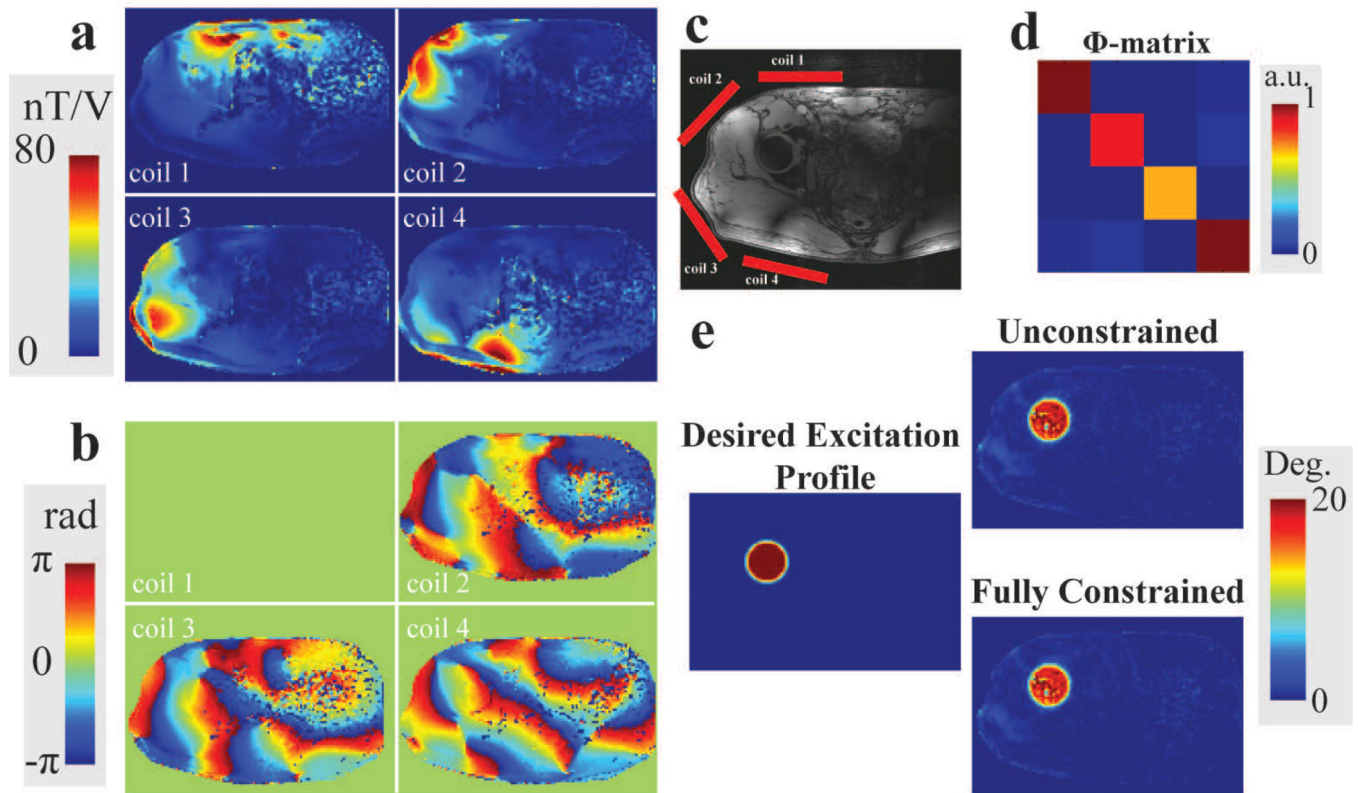 a
nT/V
80
0
coil 1
coil 2
coil 3
coil 4
b
rad
π
0
-π
coil 1
coil 2
coil 3
coil 4
c
coil 1
coil 2
coil 3
coil 4
d
Φ-matrix
a.u.
1
0
e
Desired Excitation
Profile
Unconstrained
Fully Constrained
Deg.
20
0